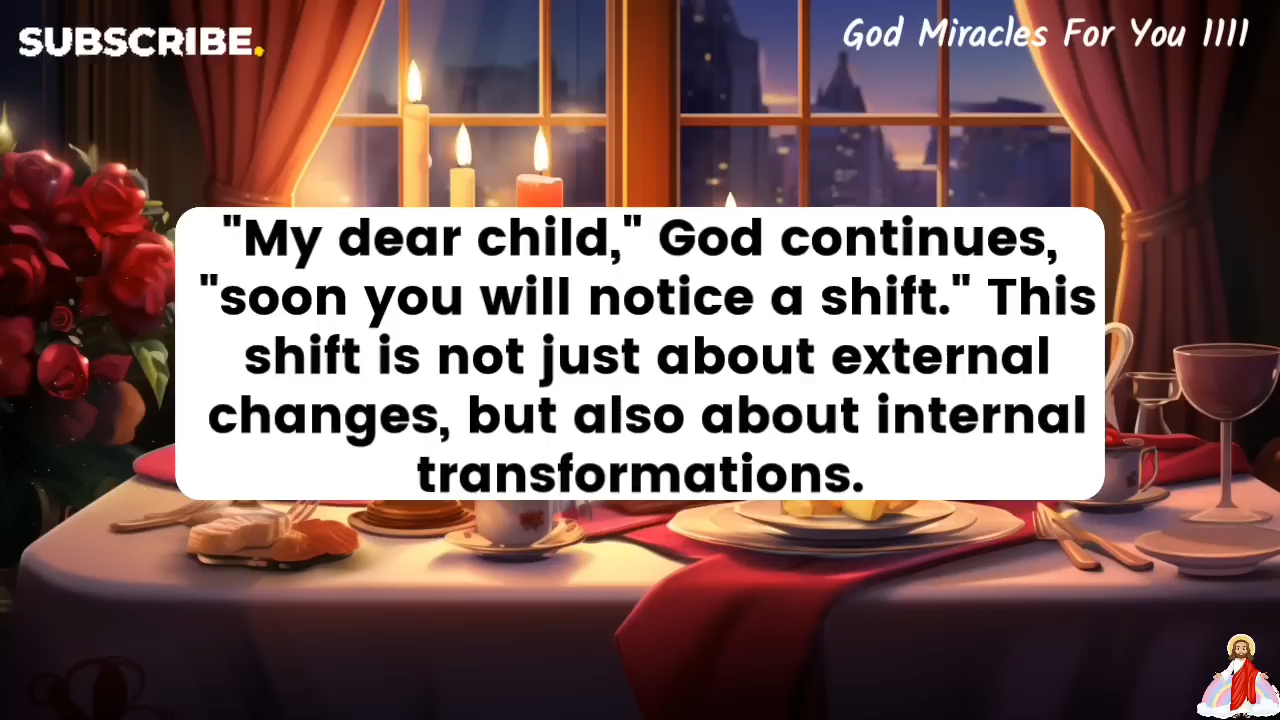 SUBSCRIBE.
God Miracles For You 1111
"My dear child," God continues,
"soon you will notice a shift." This
shift is not just about external
changes, but also about internal
transformations.